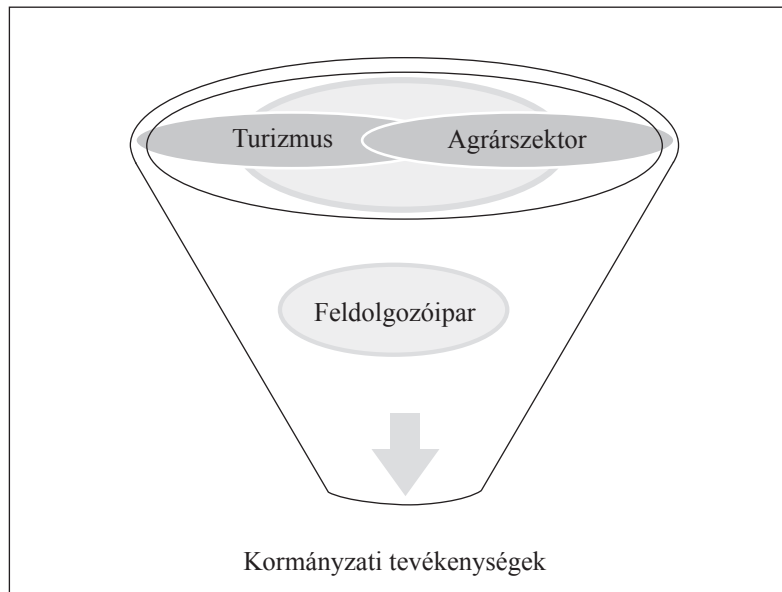 Turizmus
Agrárszektor
Feldolgozóipar
Kormányzati tevékenységek